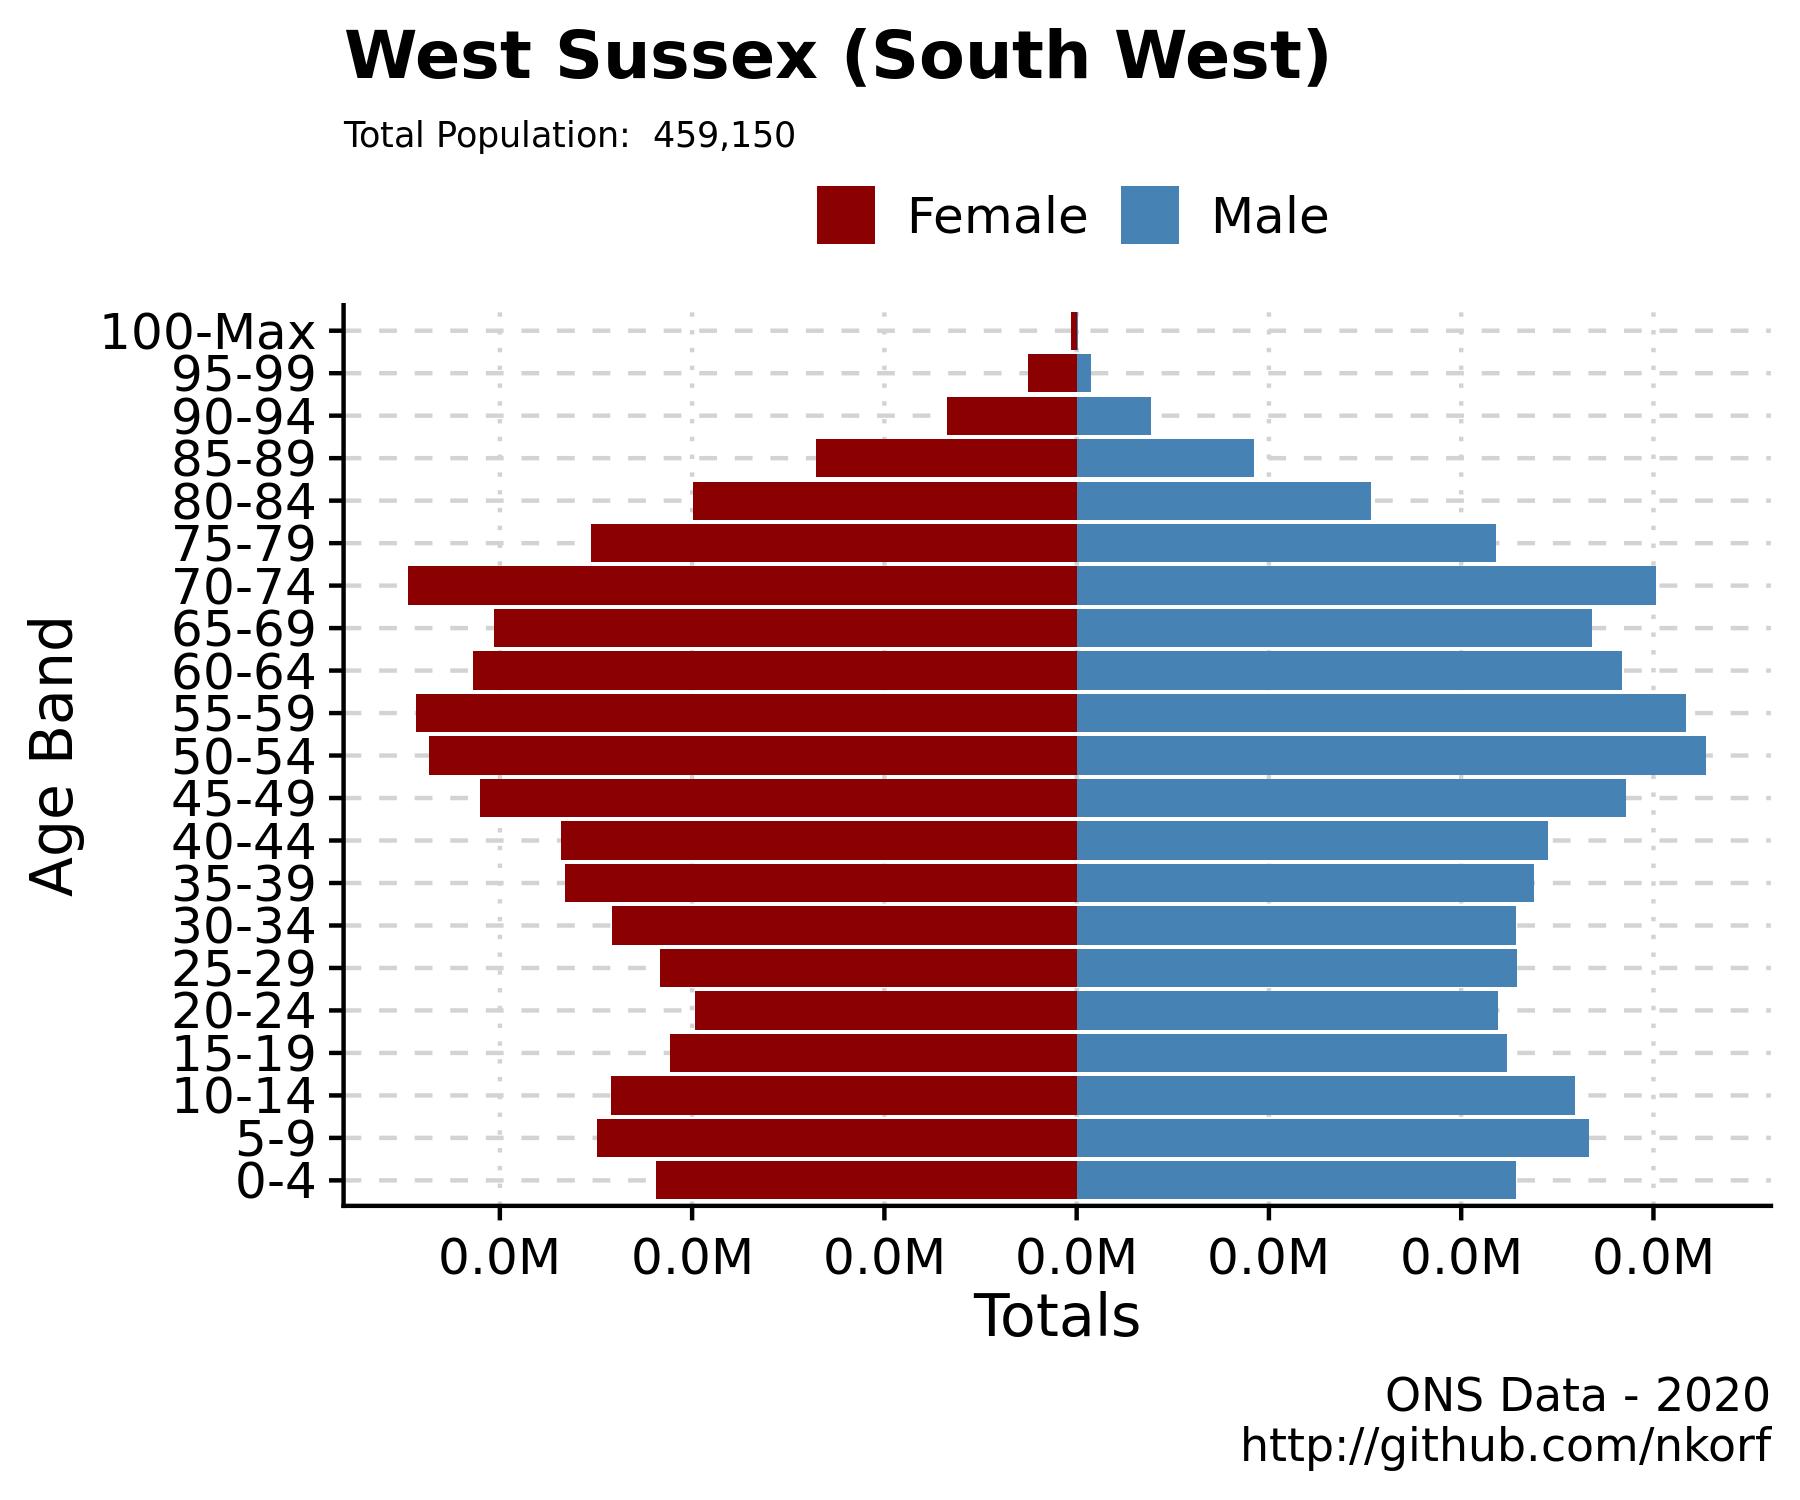 West Sussex (South West)
Total Population:  459,150
Female Male
100-Max
95-99
90-94
85-89
80-84
75-79
70-74
65-69
60-64
55-59
50-54
45-49
40-44
35-39
30-34
25-29
20-24
15-19
10-14
5-9
0-4
Age Band
0.0M 0.0M 0.0M 0.0M 0.0M 0.0M 0.0M
Totals
ONS Data - 2020
http://github.com/nkorf